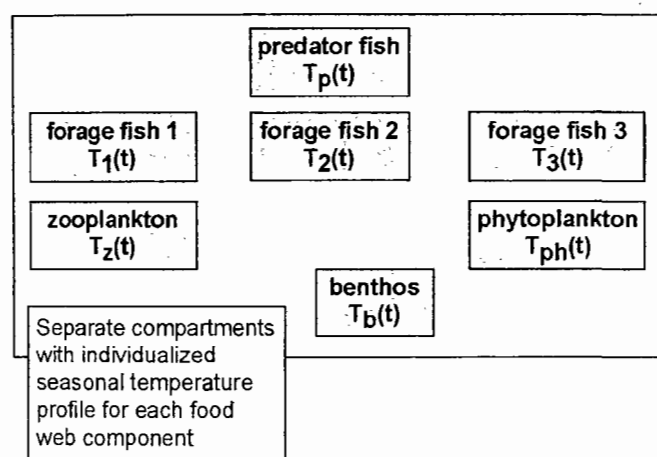 predator fish
Tp(t)
forage fish 1
T1(t)
forage fish 2
T2(t)
forage fish 3
T3(t)
zooplankton
Tz(t)
phytoplankton
Tph(t)
benthos
Tb(t)
Separate compartments
with individualized
seasonal temperature
profile for each food
web component